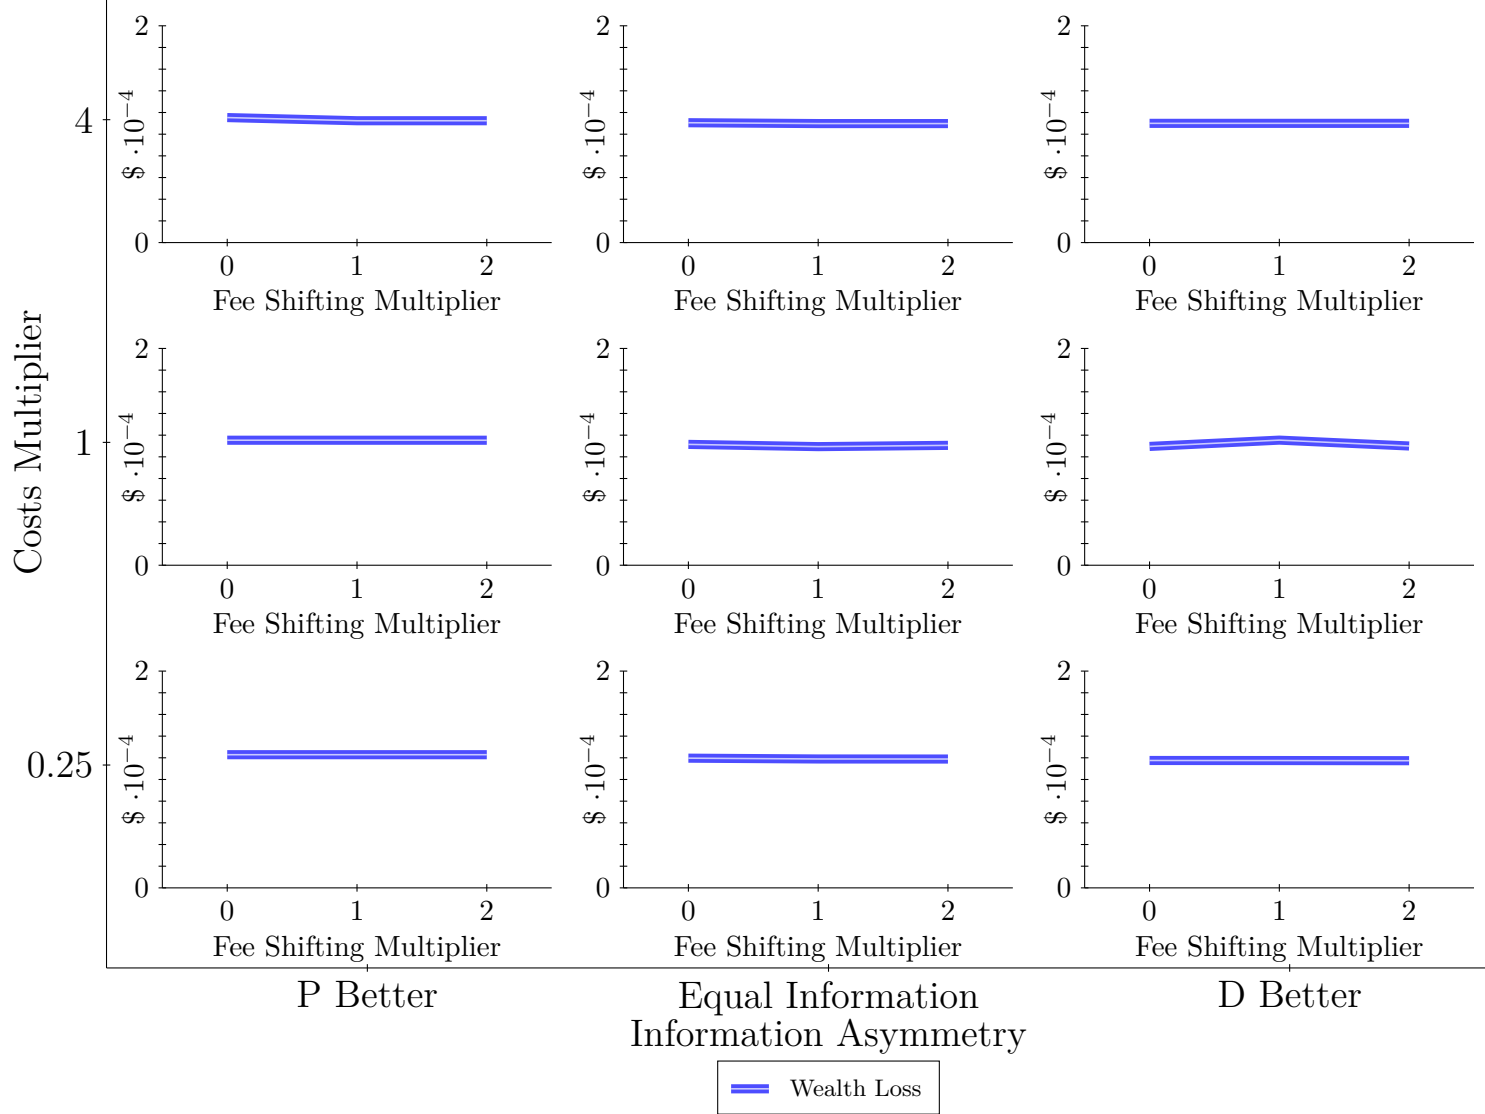 2
$ ·10⁻⁴
0
0 1 2
Fee Shifting Multiplier
2
$ ·10⁻⁴
0
0 1 2
Fee Shifting Multiplier
2
$ ·10⁻⁴
0
0 1 2
Fee Shifting Multiplier
4
2
$ ·10⁻⁴
0
0 1 2
Fee Shifting Multiplier
2
$ ·10⁻⁴
0
0 1 2
Fee Shifting Multiplier
2
$ ·10⁻⁴
0
0 1 2
Fee Shifting Multiplier
1
Costs Multiplier
2
$ ·10⁻⁴
0
0 1 2
Fee Shifting Multiplier
2
$ ·10⁻⁴
0
0 1 2
Fee Shifting Multiplier
2
$ ·10⁻⁴
0
0 1 2
Fee Shifting Multiplier
0.25
P Better
Equal Information
D Better
Information Asymmetry
Wealth Loss